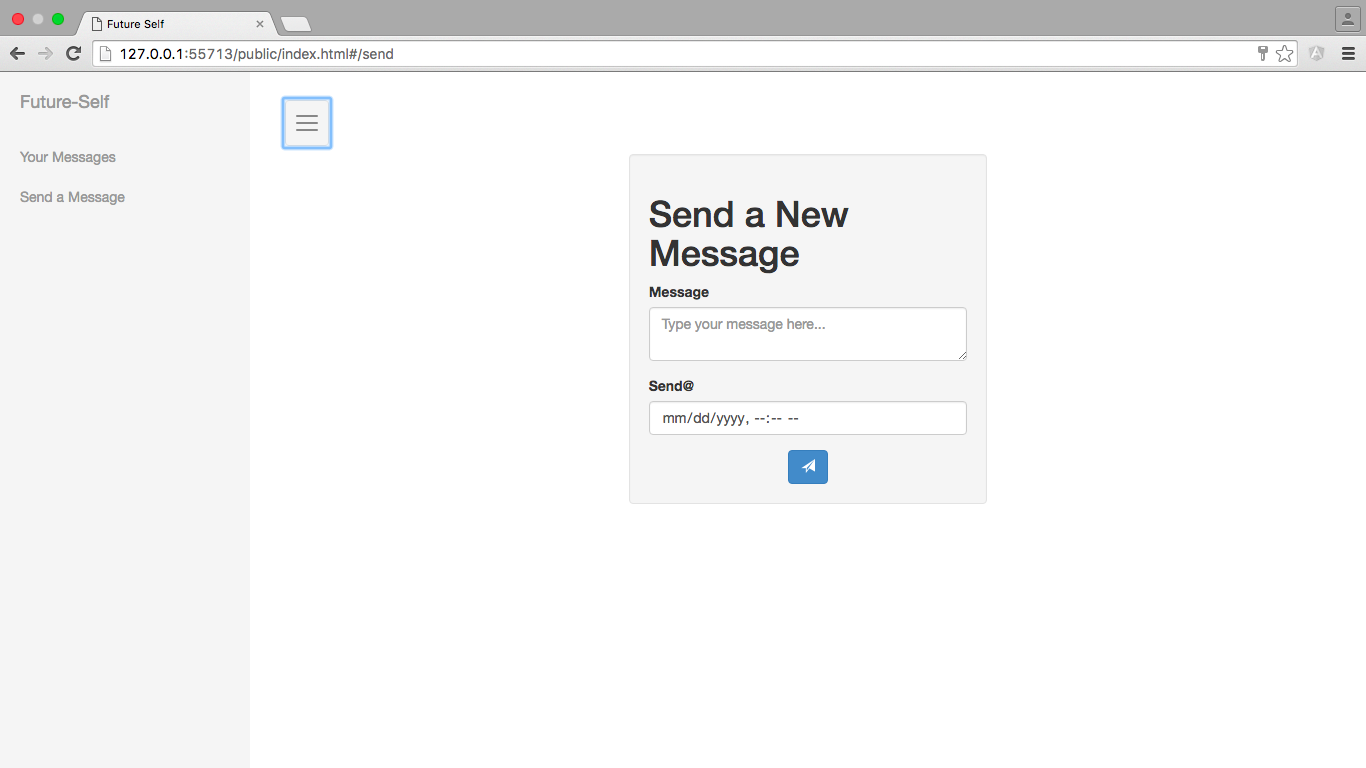 Future Self
127.0.0.1:55713/public/index.html#/send
Future-Self
Your Messages
Send a Message
Send a New
Message
Message
Type your message here...
Send@
mm/dd/yyyy, --:-- --